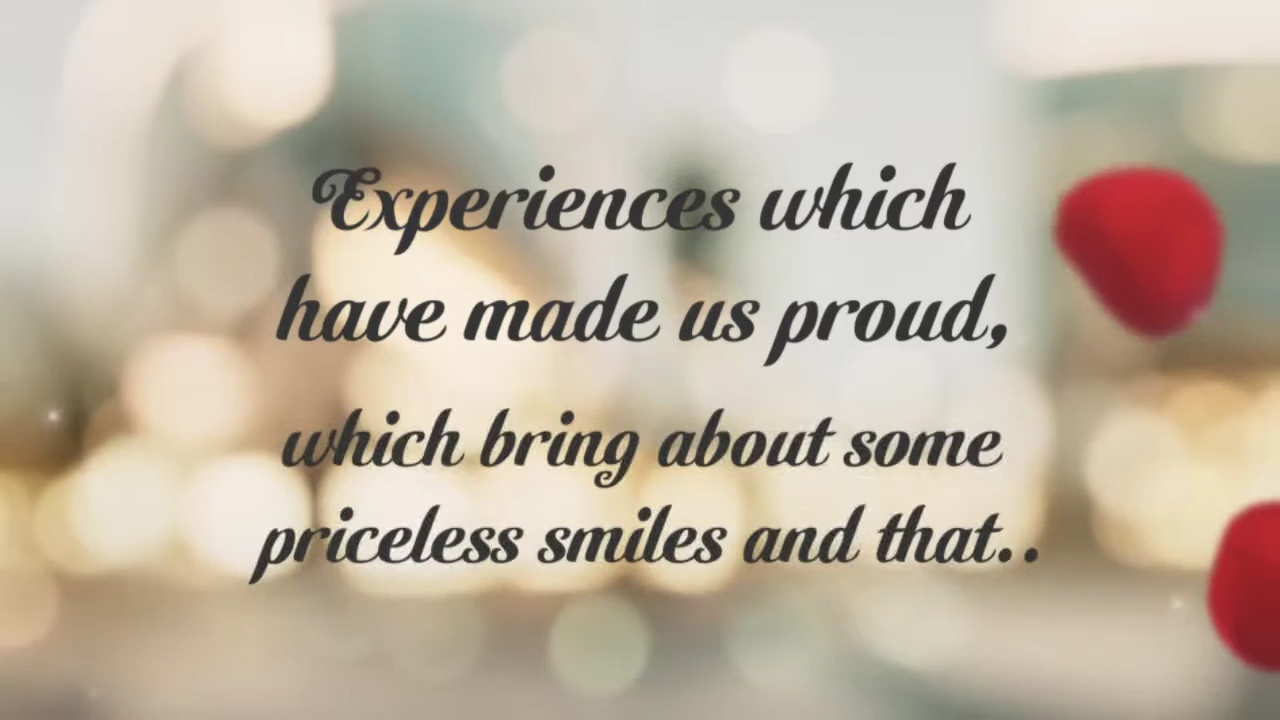 Experiences which
have made us proud,
which bring about some
priceless smiles and that..